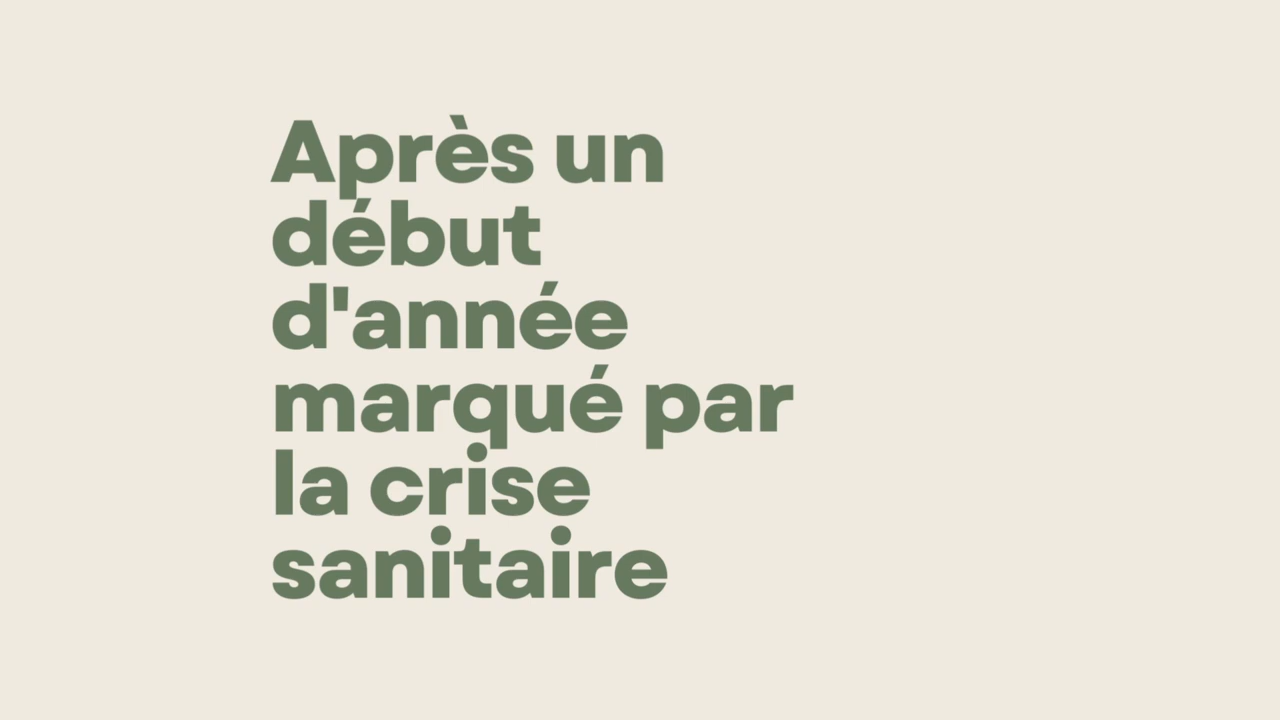 Après un
début
d'année
marqué par
la crise
sanitaire